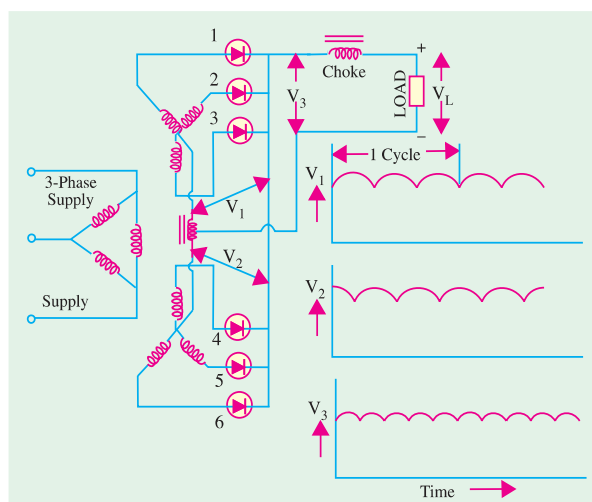 1
2
3
Choke
+
V3
LOAD
VL
−
1 Cycle
V1
3-Phase
Supply
V1
V2
V2
Supply
4
5
6
V3
Time